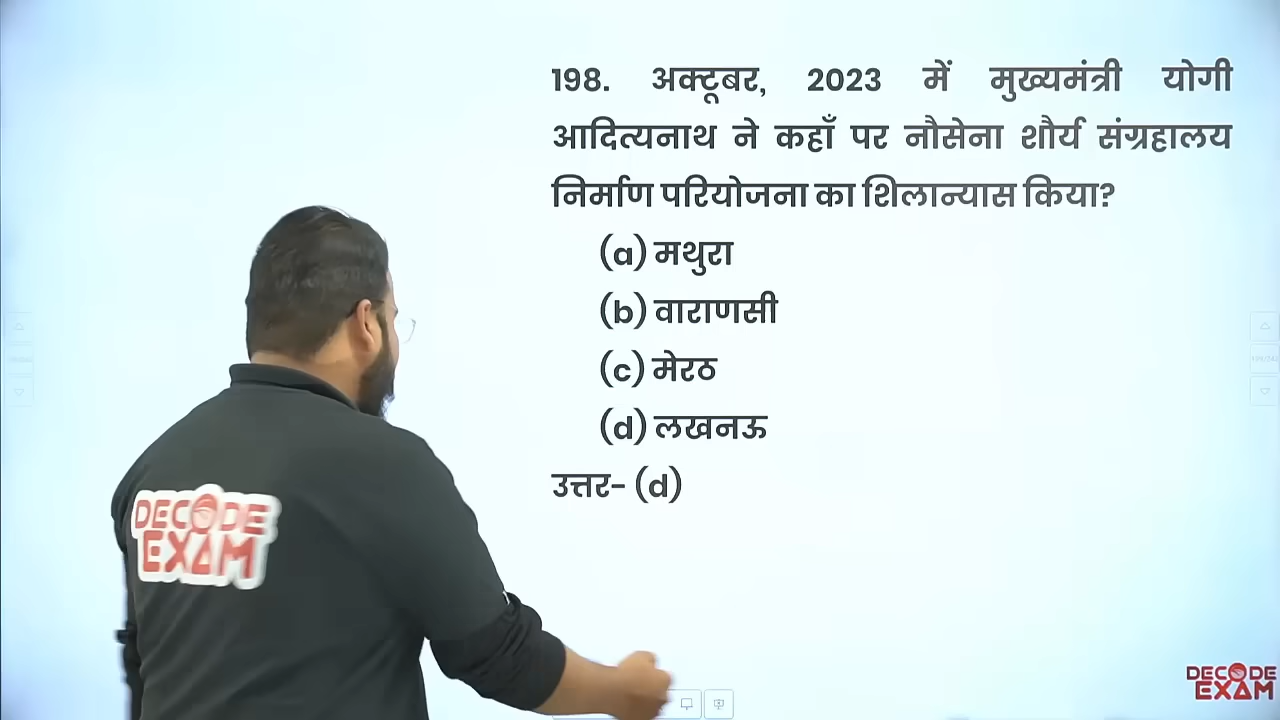 198. अक्टूबर, 2023 में मुख्यमंत्री योगी
आदित्यनाथ ने कहाँ पर नौसेना शौर्य संग्रहालय
निर्माण परियोजना का शिलान्यास किया?
(a) मथुरा
(b) वाराणसी
(c) मेरठ
(d) लखनऊ
उत्तर- (d)
DECODE
EXAM
DECODE
EXAM